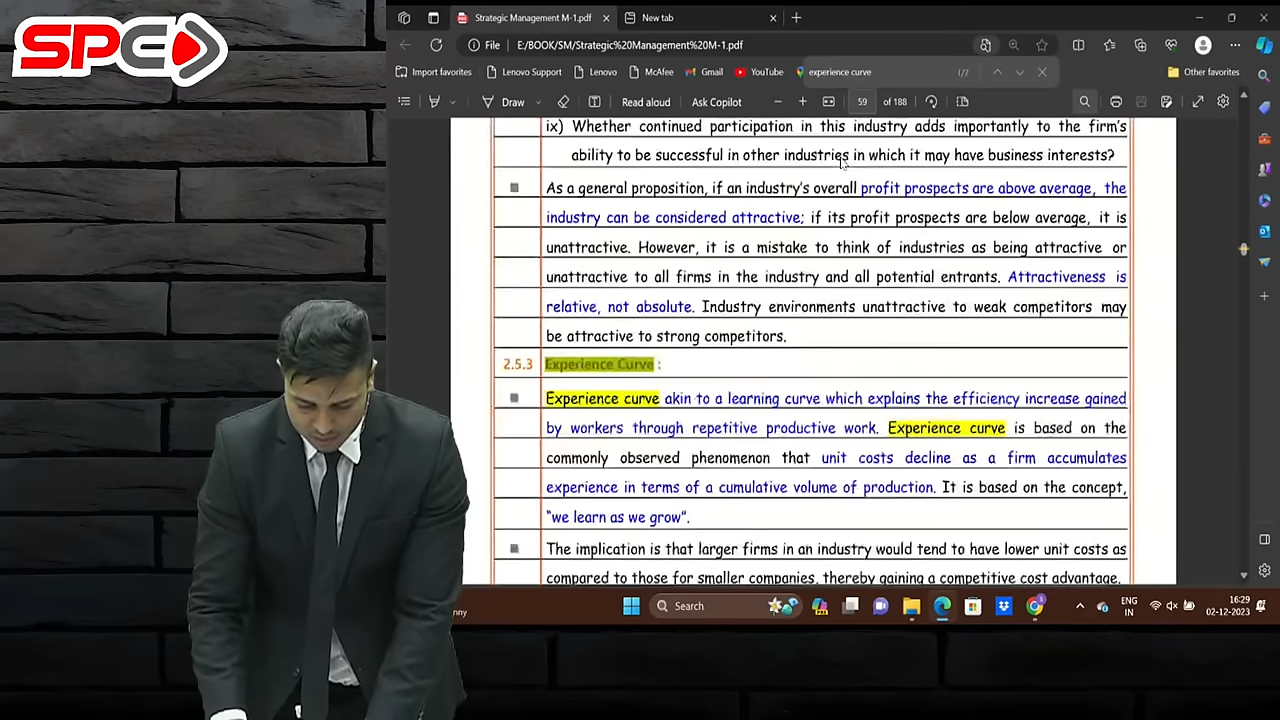 SPC
Strategic Management M-1.pdf
New tab
File
E:/BOOK/SM/Strategic%20Management%20M-1.pdf
Import favorites
Lenovo Support
Lenovo
McAfee
Gmail
YouTube
experience curve
1/7
Other favorites
Draw
Read aloud
Ask Copilot
59 of 188
ix) Whether continued participation in this industry adds importantly to the firm's
ability to be successful in other industries in which it may have business interests?
As a general proposition, if an industry's overall profit prospects are above average, the
industry can be considered attractive; if its profit prospects are below average, it is
unattractive. However, it is a mistake to think of industries as being attractive or
unattractive to all firms in the industry and all potential entrants. Attractiveness is
relative, not absolute. Industry environments unattractive to weak competitors may
be attractive to strong competitors.
2.5.3 Experience Curve :
Experience curve akin to a learning curve which explains the efficiency increase gained
by workers through repetitive productive work. Experience curve is based on the
commonly observed phenomenon that unit costs decline as a firm accumulates
experience in terms of a cumulative volume of production. It is based on the concept,
“we learn as we grow”.
The implication is that larger firms in an industry would tend to have lower unit costs as
compared to those for smaller companies, thereby gaining a competitive cost advantage.
nny
Search
ENG
IN
16:29
02-12-2023